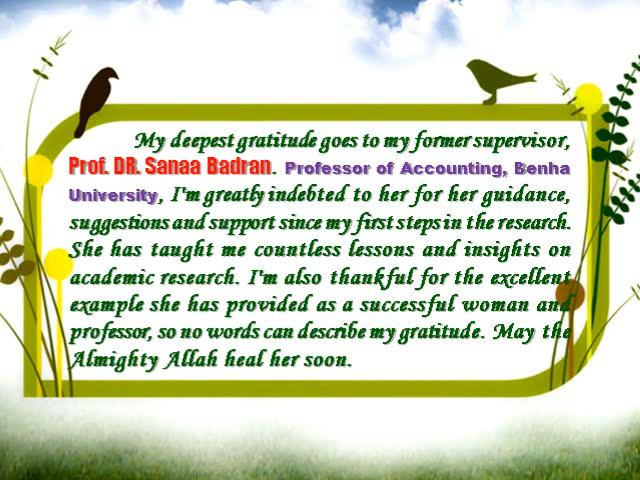 My deepest gratitude goes to my former supervisor,
Prof. DR. Sanaa Badran. Professor of Accounting, Benha
University, I'm greatly indebted to her for her guidance,
suggestions and support since my first steps in the research.
She has taught me countless lessons and insights on
academic research. I'm also thankful for the excellent
example she has provided as a successful woman and
professor, so no words can describe my gratitude. May the
Almighty Allah heal her soon.